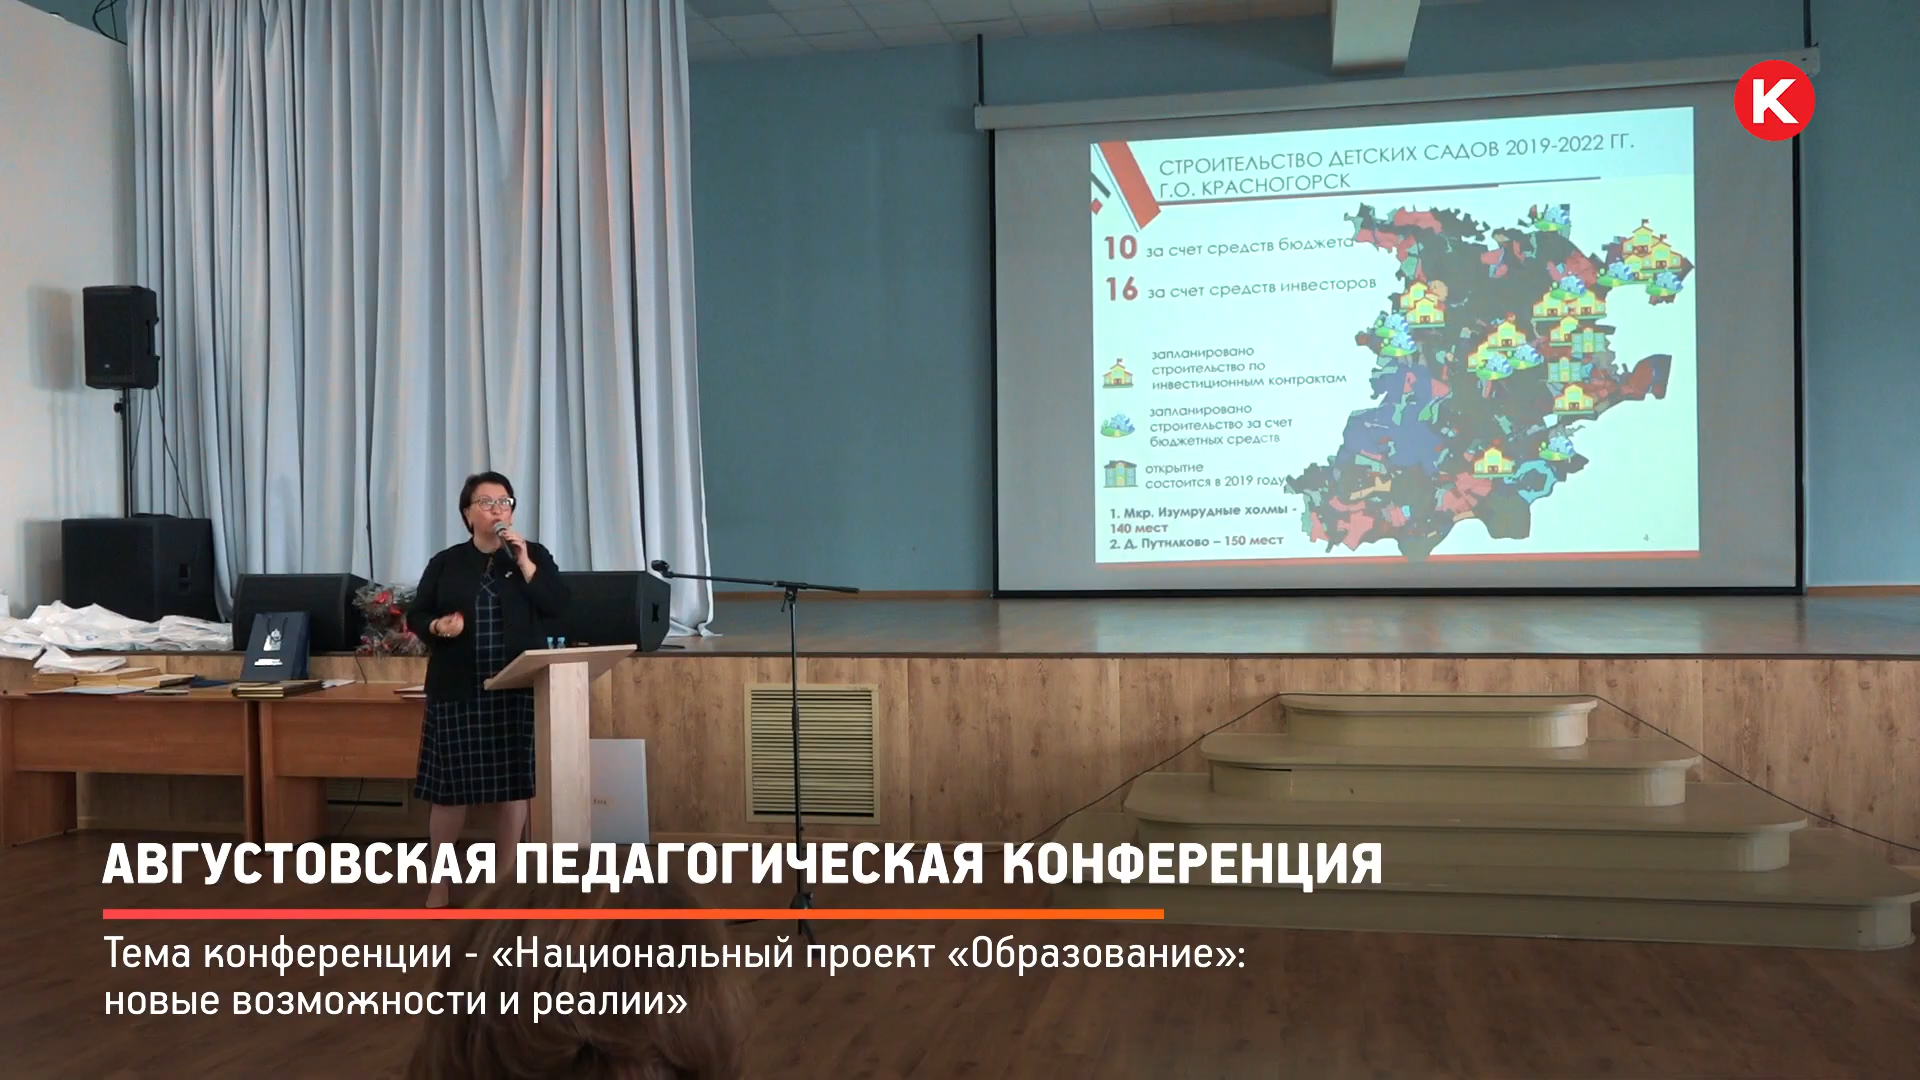 K
СТРОИТЕЛЬСТВО ДЕТСКИХ САДОВ 2019-2022 ГГ.
Г.О. КРАСНОГОРСК
10 за счет средств бюджета
16 за счет средств инвесторов
запланировано
строительство по
инвестиционным контрактам
запланировано
строительство за счет
бюджетных средств
открытие
состоится в 2019 году
1. Мкр. Изумрудные холмы -
140 мест
2. Д. Путилково – 150 мест
4
АВГУСТОВСКАЯ ПЕДАГОГИЧЕСКАЯ КОНФЕРЕНЦИЯ
Тема конференции - «Национальный проект «Образование»:
новые возможности и реалии»